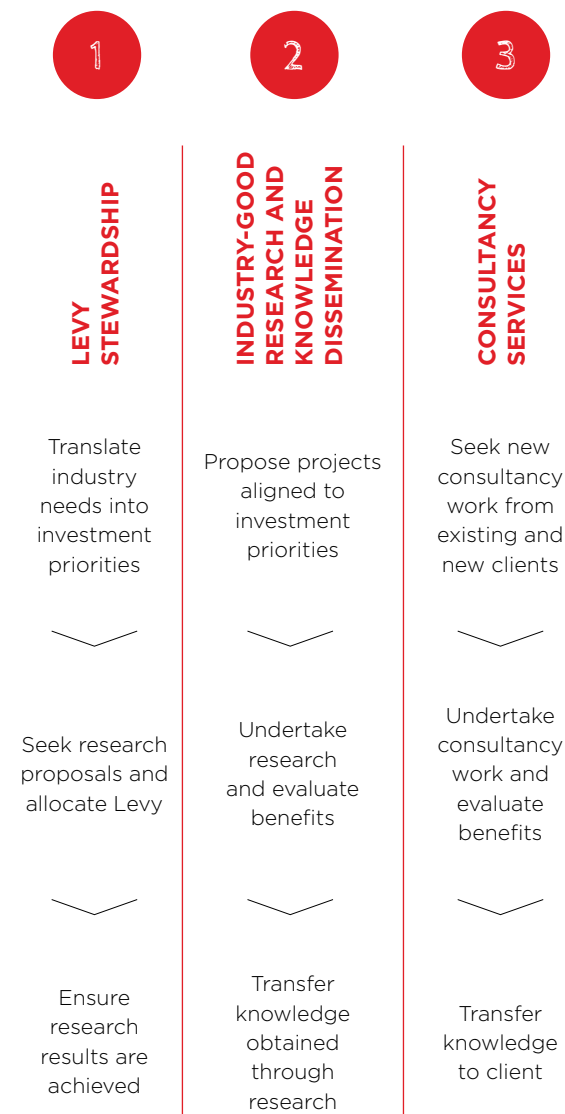 1
LEVY
STEWARDSHIP
Translate
industry
needs into
investment
priorities
Seek research
proposals and
allocate Levy
Ensure
research
results are
achieved
2
INDUSTRY-GOOD
RESEARCH AND
KNOWLEDGE
DISSEMINATION
Propose projects
aligned to
investment
priorities
Undertake
research
and evaluate
benefits
Transfer
knowledge
obtained
through
research
3
CONSULTANCY
SERVICES
Seek new
consultancy
work from
existing and
new clients
Undertake
consultancy
work and
evaluate
benefits
Transfer
knowledge
to client